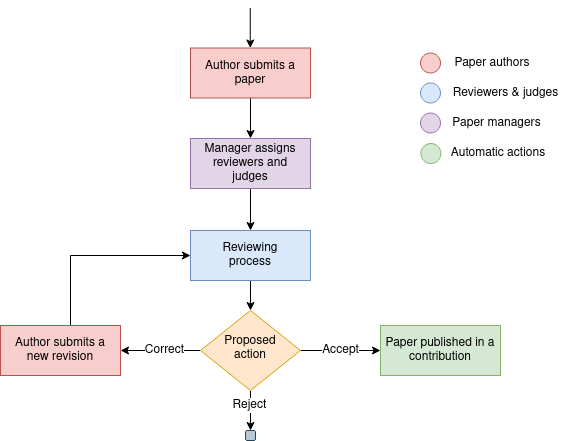 Author submits a
paper
Paper authors
Reviewers & judges
Paper managers
Automatic actions
Manager assigns
reviewers and
judges
Reviewing
process
Author submits a
new revision
Correct
Proposed
action
Accept
Paper published in a
contribution
Reject